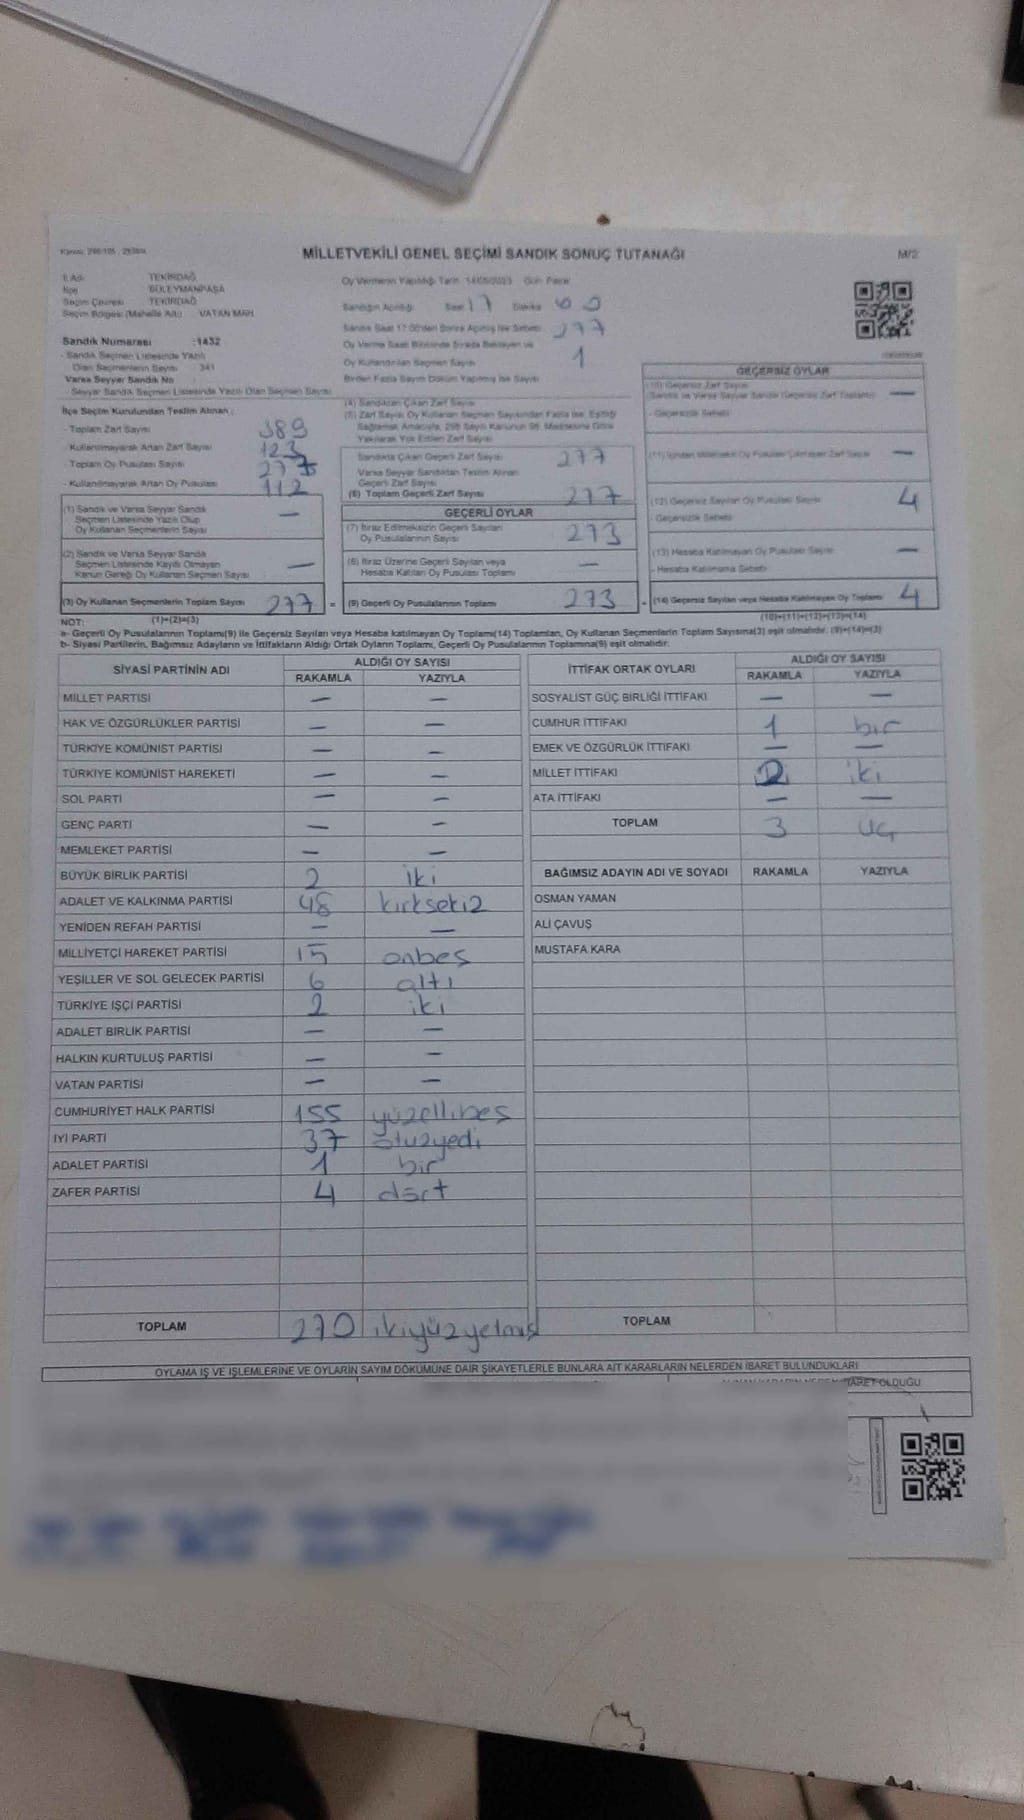 MİLLETVEKİLİ GENEL SEÇİMİ SANDIK SONUÇ TUTANAĞI
M/2
İl Adı TEKİRDAĞ
İlçe SÜLEYMANPAŞA
Seçim Çevresi TEKİRDAĞ
Seçim Bölgesi (Mahalle Adı) VATAN MAH
Sandık Numarası :1432
- Sandık Seçmen Listesinde Yazılı
Olan Seçmenlerin Sayısı 341
Varsa Seyyar Sandık No
- Seyyar Sandık Seçmen Listesinde Yazılı Olan Seçmen Sayısı
Oy Vermenin Yapıldığı Tarih 14/05/2023 Gün Pazar
Sandığın Açıldığı Saat 17 Dakika
Sandık Saat 17.00'den Sonra Açılmış İse Sebebi 277
Oy Verme Saati Bitiminde Sırada Bekleyen ve
Oy Kullandırılan Seçmen Sayısı 1
Birden Fazla Sayım Döküm Yapılmış İse Sayısı
İlçe Seçim Kurulundan Teslim Alınan :
- Toplam Zarf Sayısı 389
- Kullanılmayarak Artan Zarf Sayısı 123
- Toplam Oy Pusulası Sayısı
- Kullanılmayarak Artan Oy Pusulası 112
(1) Sandık ve Varsa Seyyar Sandık
Seçmen Listesinde Yazılı Olup
Oy Kullanan Seçmenlerin Sayısı —
(2) Sandık ve Varsa Seyyar Sandık
Seçmen Listesinde Kayıtlı Olmayan
Kanun Gereği Oy Kullanan Seçmen Sayısı —
(3) Oy Kullanan Seçmenlerin Toplam Sayısı 277 =
(1)+(2)=(3)
(4) Sandıktan Çıkan Zarf Sayısı
(5) Zarf Sayısı Oy Kullanan Seçmen Sayısından Fazla İse, Eşitliği
Sağlamak Amacıyla, 298 Sayılı Kanunun 98. Maddesine Göre
Yakılarak Yok Edilen Zarf Sayısı
Sandıkta Çıkan Geçerli Zarf Sayısı 277
Varsa Seyyar Sandıktan Teslim Alınan
Geçerli Zarf Sayısı
(6) Toplam Geçerli Zarf Sayısı 277
GEÇERLİ OYLAR
(7) İtiraz Edilmeksizin Geçerli Sayılan
Oy Pusulalarının Sayısı 273
(8) İtiraz Üzerine Geçerli Sayılan veya
Hesaba Katılan Oy Pusulası Toplamı —
(9) Geçerli Oy Pusulalarının Toplamı 273
GEÇERSİZ OYLAR
(10) Geçersiz Zarf Sayısı
(Sandık ve Varsa Seyyar Sandık Geçersiz Zarf Toplamı) —
- Geçersizlik Sebebi
(11) İçinden Milletvekili Oy Pusulası Çıkmayan Zarf Sayısı —
(12) Geçersiz Sayılan Oy Pusulası Sayısı 4
- Geçersizlik Sebebi
(13) Hesaba Katılmayan Oy Pusulası Sayısı —
- Hesaba Katılmama Sebebi
(14) Geçersiz Sayılan veya Hesaba Katılmayan Oy Toplamı 4
(10)+(11)+(12)+(13)=(14)
NOT:
a- Geçerli Oy Pusulalarının Toplamı(9) ile Geçersiz Sayılan veya Hesaba katılmayan Oy Toplamı(14) Toplamları, Oy Kullanan Seçmenlerin Toplam Sayısına(3) eşit olmalıdır. (9)+(14)=(3)
b- Siyasi Partilerin, Bağımsız Adayların ve İttifakların Aldığı Ortak Oyların Toplamı, Geçerli Oy Pusulalarının Toplamına(9) eşit olmalıdır.
SİYASİ PARTİNİN ADI ALDIĞI OY SAYISI
RAKAMLA YAZIYLA
MİLLET PARTİSİ — —
HAK VE ÖZGÜRLÜKLER PARTİSİ — —
TÜRKİYE KOMÜNİST PARTİSİ — —
TÜRKİYE KOMÜNİST HAREKETİ — —
SOL PARTİ — —
GENÇ PARTİ — —
MEMLEKET PARTİSİ — —
BÜYÜK BİRLİK PARTİSİ 2 iki
ADALET VE KALKINMA PARTİSİ 48 kırksekiz
YENİDEN REFAH PARTİSİ — —
MİLLİYETÇİ HAREKET PARTİSİ 15 onbeş
YEŞİLLER VE SOL GELECEK PARTİSİ 6 altı
TÜRKİYE İŞÇİ PARTİSİ 2 iki
ADALET BİRLİK PARTİSİ — —
HALKIN KURTULUŞ PARTİSİ — —
VATAN PARTİSİ — —
CUMHURİYET HALK PARTİSİ 155 yüzellibeş
İYİ PARTİ 37 otuzyedi
ADALET PARTİSİ 1 bir
ZAFER PARTİSİ 4 dört
TOPLAM 270 ikiyüzyetmiş
İTTİFAK ORTAK OYLARI ALDIĞI OY SAYISI
RAKAMLA YAZIYLA
SOSYALİST GÜÇ BİRLİĞİ İTTİFAKI — —
CUMHUR İTTİFAKI 1 bir
EMEK VE ÖZGÜRLÜK İTTİFAKI — —
MİLLET İTTİFAKI 2 iki
ATA İTTİFAKI — —
TOPLAM 3 üç
BAĞIMSIZ ADAYIN ADI VE SOYADI RAKAMLA YAZIYLA
OSMAN YAMAN
ALİ ÇAVUŞ
MUSTAFA KARA
TOPLAM
OYLAMA İŞ VE İŞLEMLERİNE VE OYLARIN SAYIM DÖKÜMÜNE DAİR ŞİKAYETLERLE BUNLARA AİT KARARLARIN NELERDEN İBARET BULUNDUKLARI
İBARET OLDUĞU